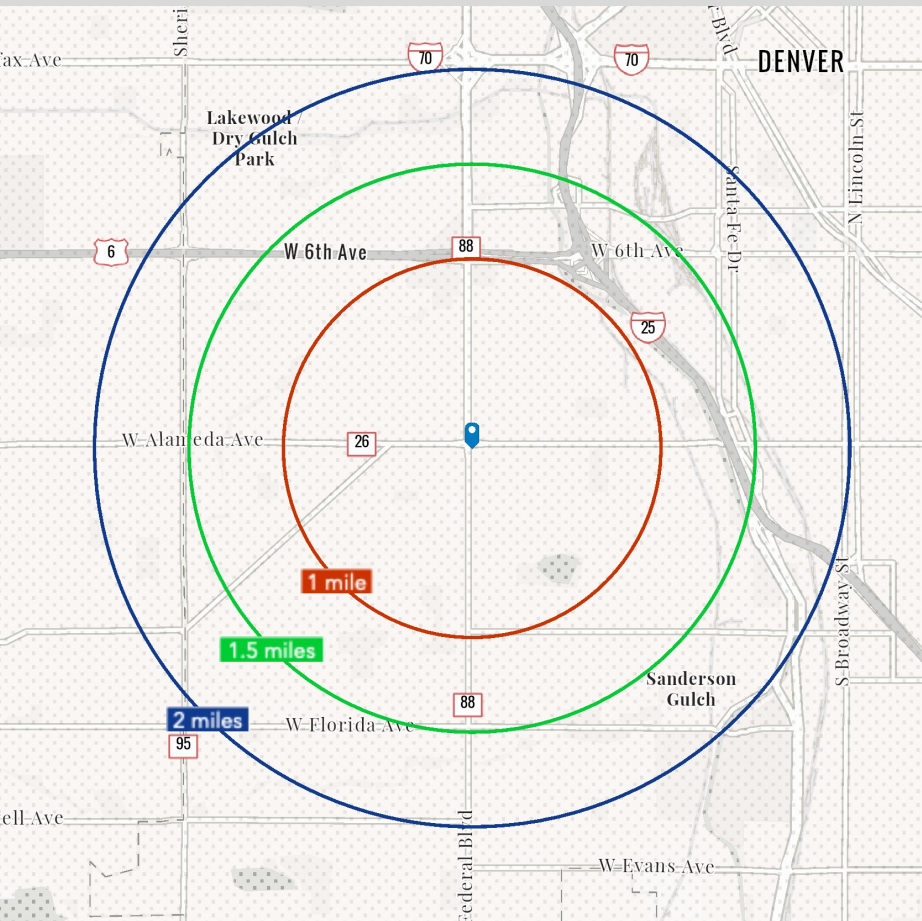 Sheri
70
70
Blvd
DENVER
ax Ave
Lakewood /
Dry Gulch
Park
N Lincoln St
Santa Fe Dr
6
W 6th Ave
88
W 6th Ave
25
W Alameda Ave
26
1 mile
1.5 miles
S Broadway St
Sanderson
Gulch
2 miles
88
W Florida Ave
95
ell Ave
Federal Blvd
W Evans Ave